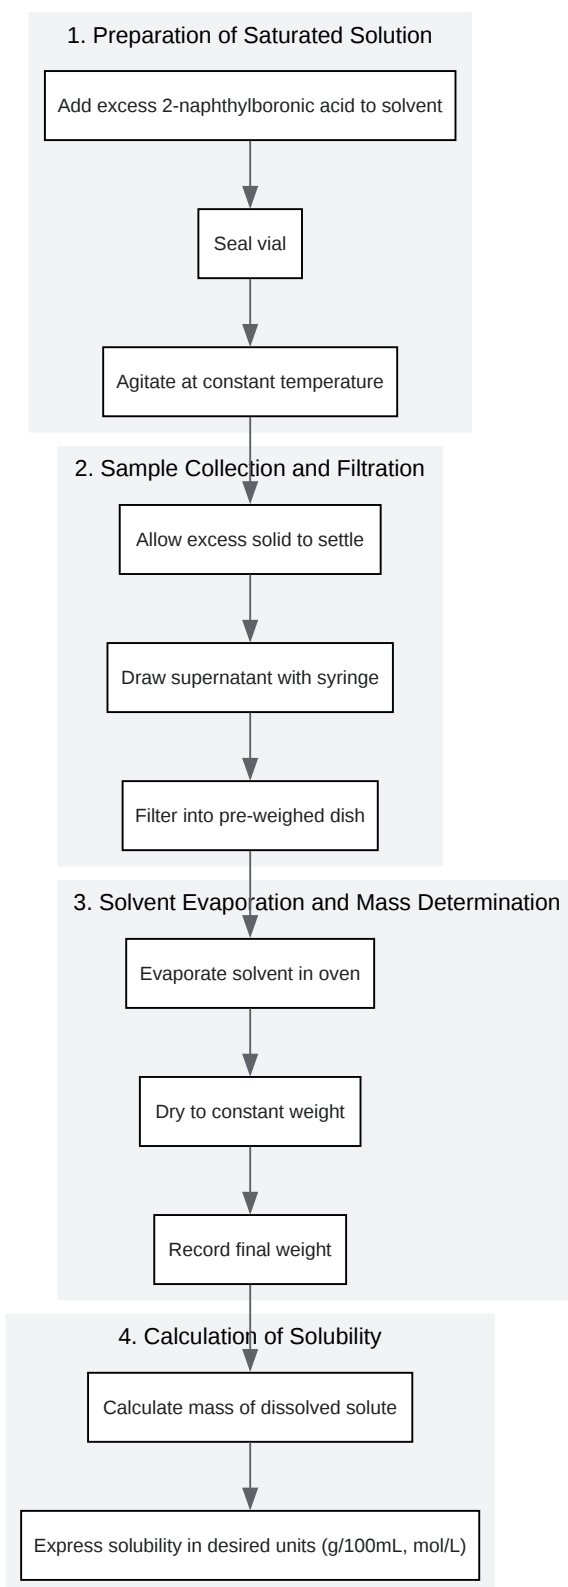 1. Preparation of Saturated Solution
Add excess 2-naphthylboronic acid to solvent
Seal vial
Agitate at constant temperature
2. Sample Collection and Filtration
Allow excess solid to settle
Draw supernatant with syringe
Filter into pre-weighed dish
3. Solvent Evaporation and Mass Determination
Evaporate solvent in oven
Dry to constant weight
Record final weight
4. Calculation of Solubility
Calculate mass of dissolved solute
Express solubility in desired units (g/100mL, mol/L)